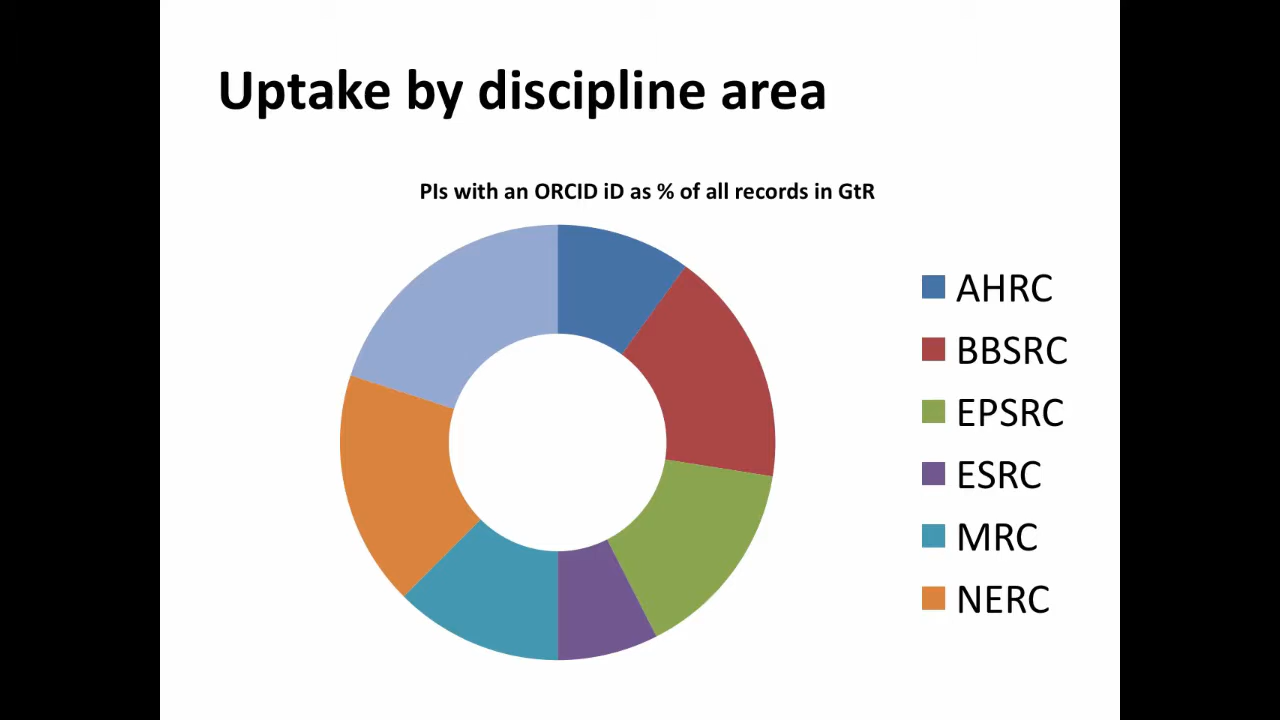 Uptake by discipline area
PIs with an ORCID iD as % of all records in GtR
AHRC
BBSRC
EPSRC
ESRC
MRC
NERC